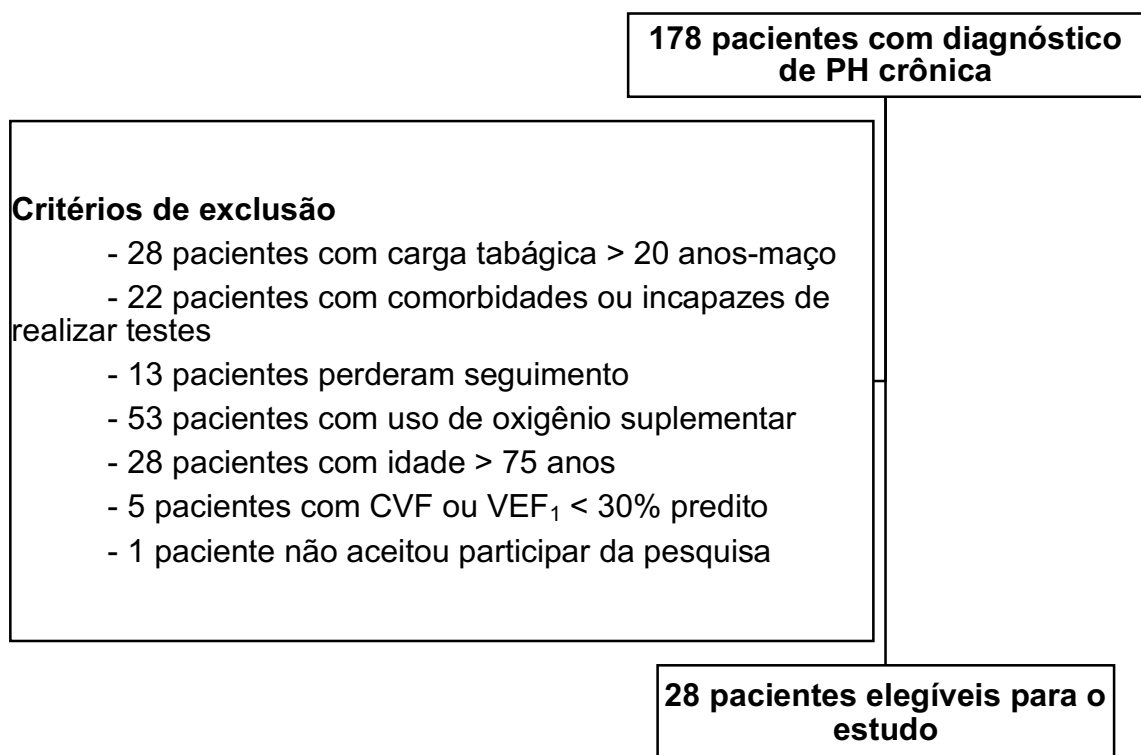 178 pacientes com diagnóstico
de PH crônica
Critérios de exclusão
- 28 pacientes com carga tabágica > 20 anos-maço
- 22 pacientes com comorbidades ou incapazes de
realizar testes
- 13 pacientes perderam seguimento
- 53 pacientes com uso de oxigênio suplementar
- 28 pacientes com idade > 75 anos
- 5 pacientes com CVF ou VEF₁ < 30% predito
- 1 paciente não aceitou participar da pesquisa
28 pacientes elegíveis para o
estudo